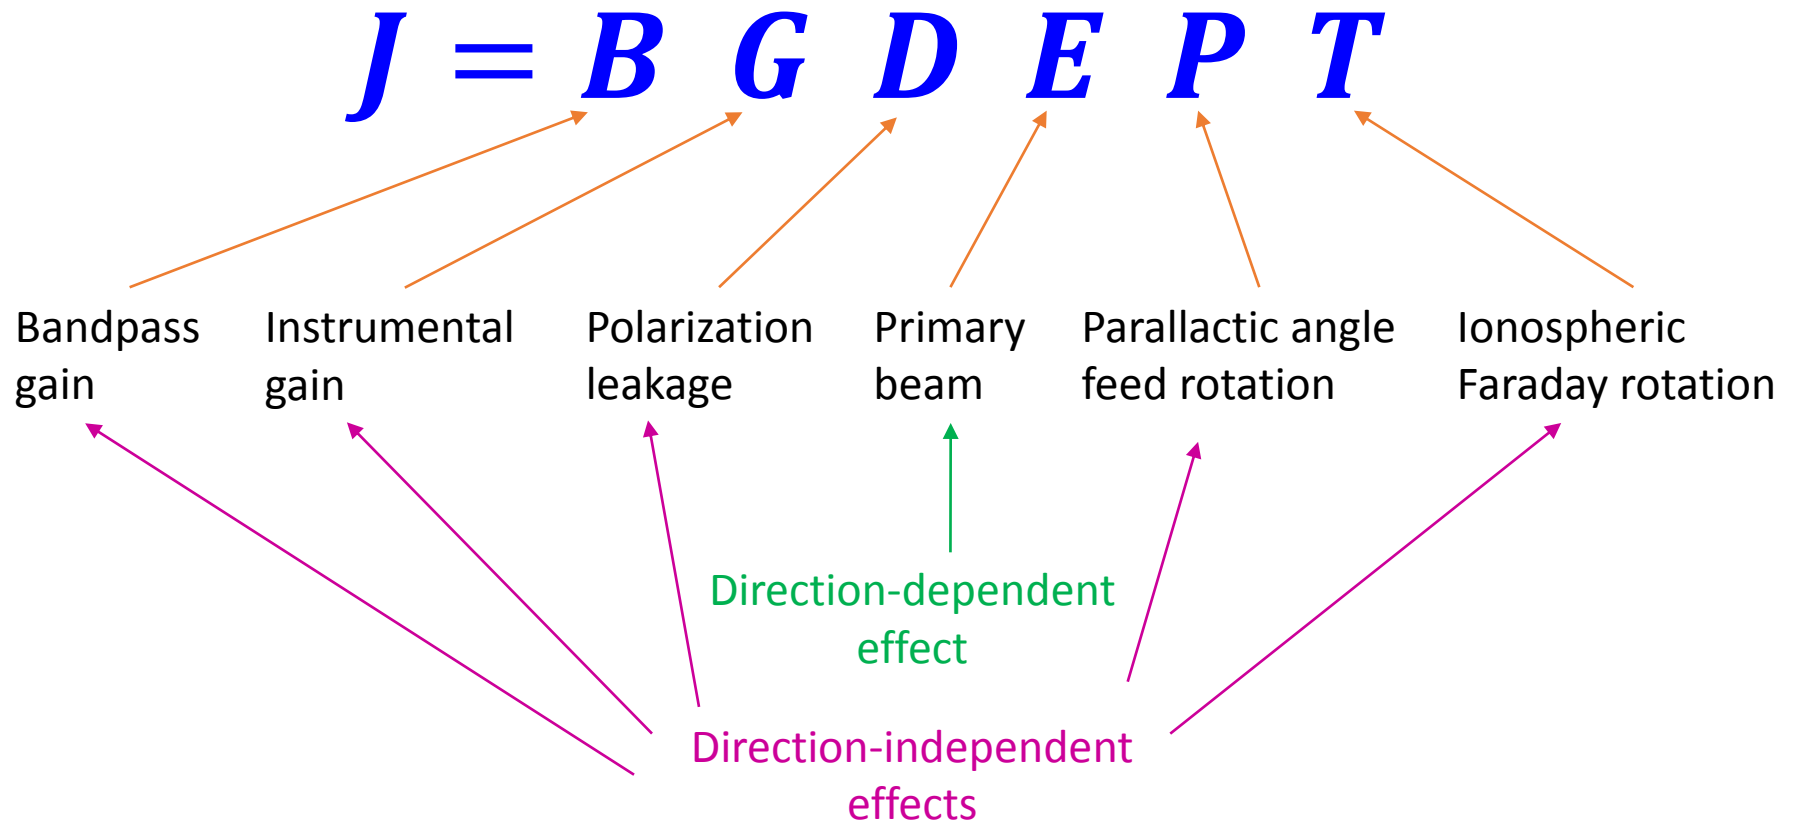 J = B G D E P T
Bandpass
gain
Instrumental
gain
Polarization
leakage
Primary
beam
Parallactic angle
feed rotation
Ionospheric
Faraday rotation
Direction-dependent
effect
Direction-independent
effects